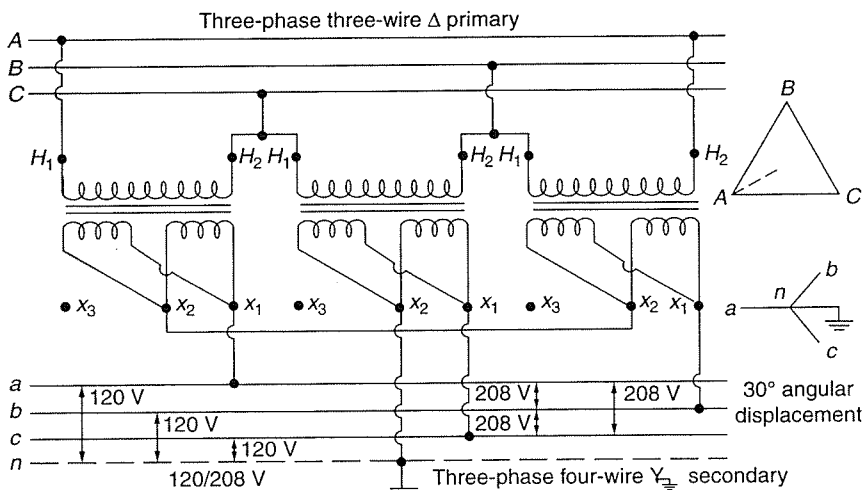 Three-phase three-wire Δ primary
A
B
C
H₁
H₂
H₁
H₂
H₁
H₂
B
A
C
x₃
x₂
x₁
x₃
x₂
x₁
x₃
x₂
x₁
a
n
b
c
a
120 V
208 V
208 V
30° angular
displacement
b
120 V
208 V
c
120 V
n
120/208 V
Three-phase four-wire Y secondary